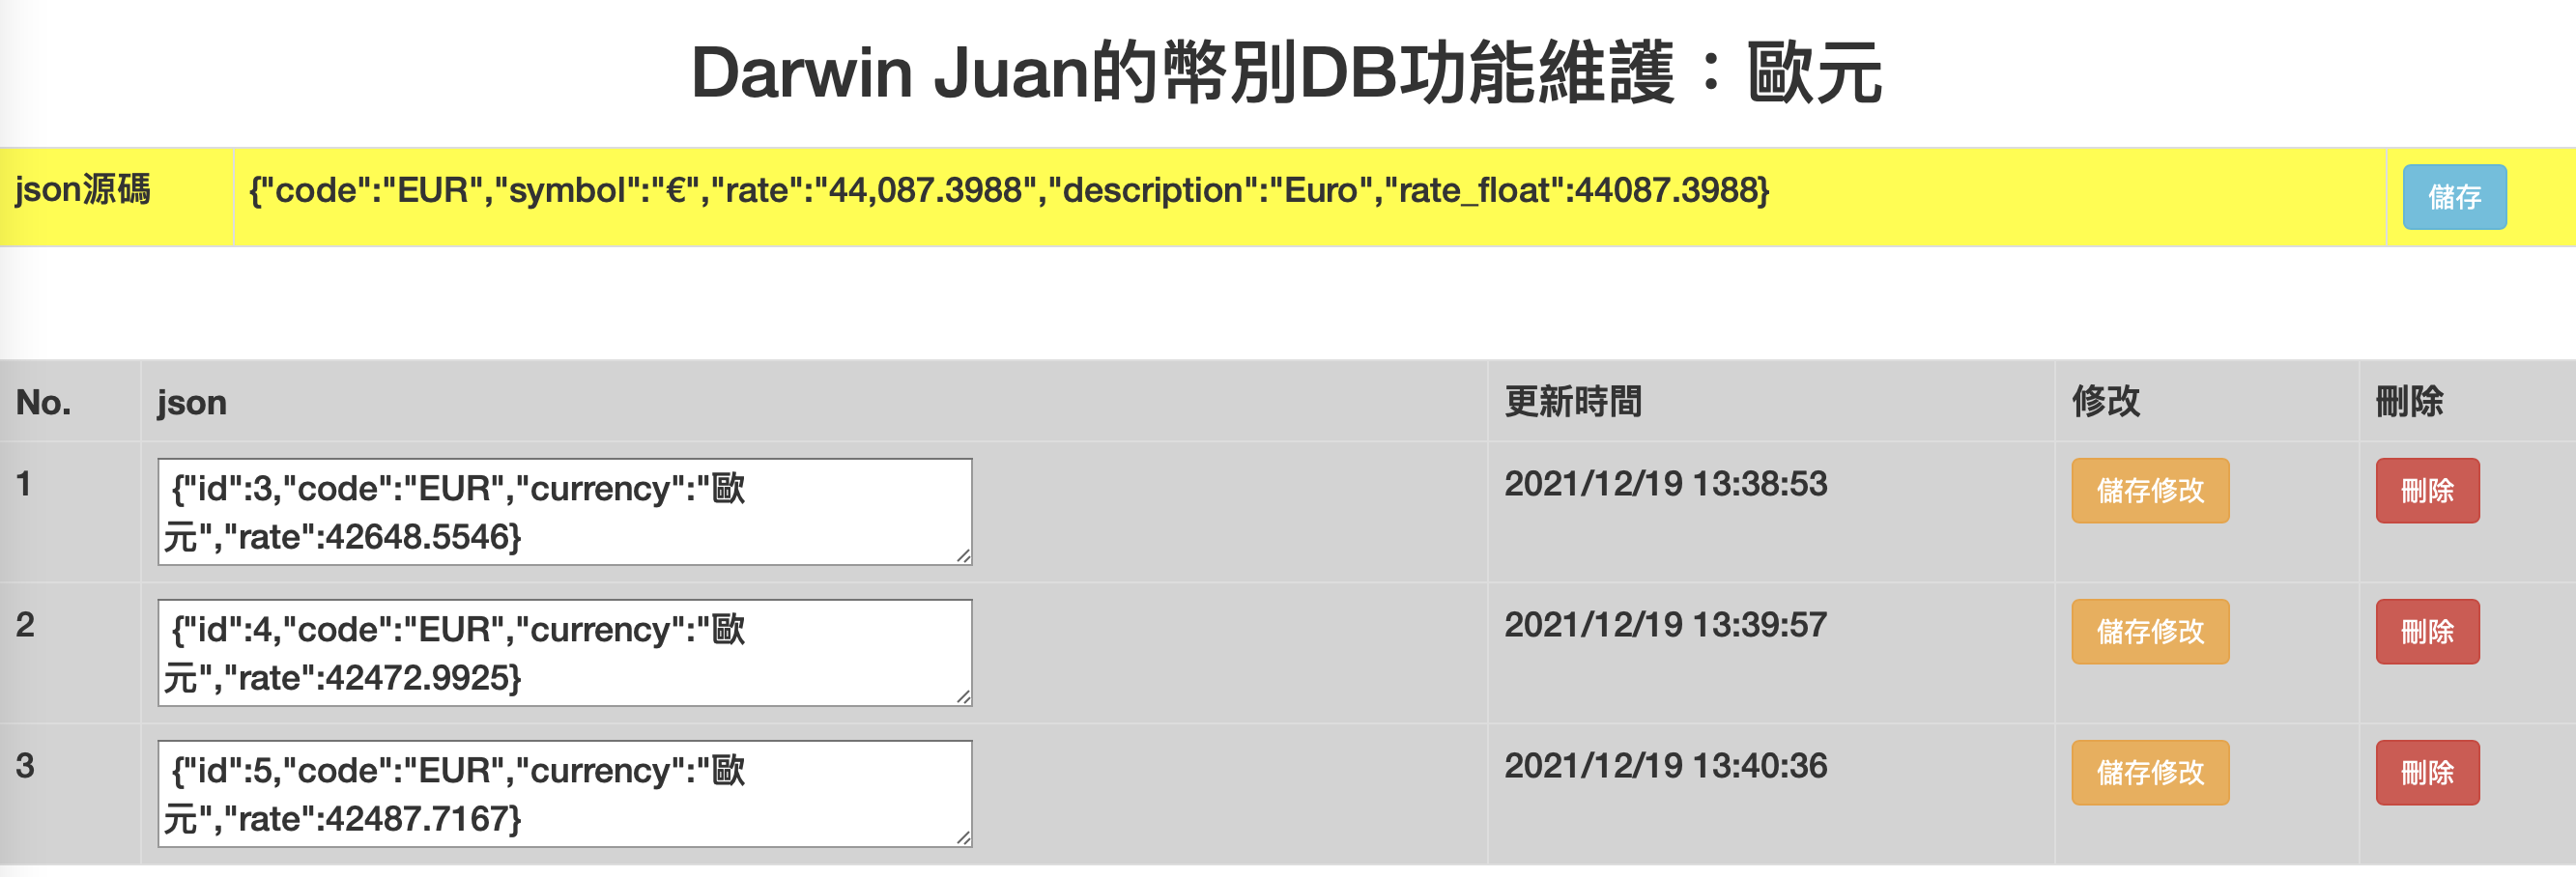 Darwin Juan的幣別DB功能維護：歐元
json源碼 {"code":"EUR","symbol":"€","rate":"44,087.3988","description":"Euro","rate_float":44087.3988} 儲存
No. json 更新時間 修改 刪除
1 {"id":3,"code":"EUR","currency":"歐 2021/12/19 13:38:53 儲存修改 刪除
元","rate":42648.5546}
2 {"id":4,"code":"EUR","currency":"歐 2021/12/19 13:39:57 儲存修改 刪除
元","rate":42472.9925}
3 {"id":5,"code":"EUR","currency":"歐 2021/12/19 13:40:36 儲存修改 刪除
元","rate":42487.7167}